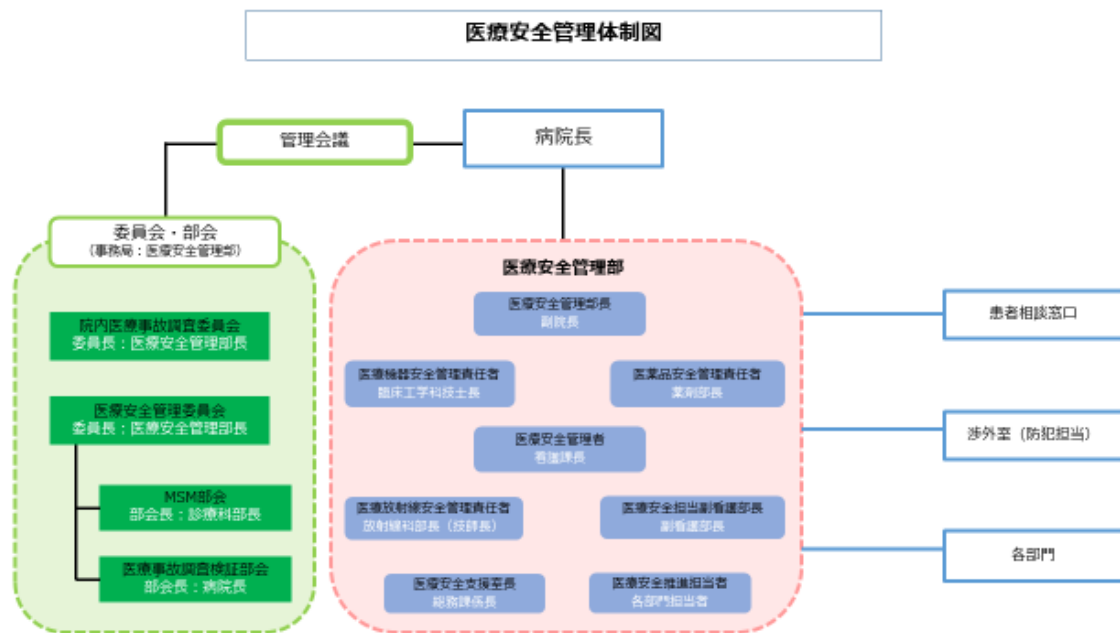 医療安全管理体制図
管理会議
病院長
委員会・部会
（事務局：医療安全管理部）
院内医療事故調査委員会
委員長：医療安全管理部長
医療安全管理委員会
委員長：医療安全管理部長
MSM部会
部会長：診療科部長
医療事故調査検証部会
部会長：病院長
医療安全管理部
医療安全管理部長
副院長
医療機器安全管理責任者
臨床工学科技士長
医薬品安全管理責任者
薬剤部長
医療安全管理者
看護課長
医療放射線安全管理責任者
放射線科部長（技師長）
医療安全担当副看護部長
副看護部長
医療安全支援室長
総務課係長
医療安全推進担当者
各部門担当者
患者相談窓口
渉外室（防犯担当）
各部門